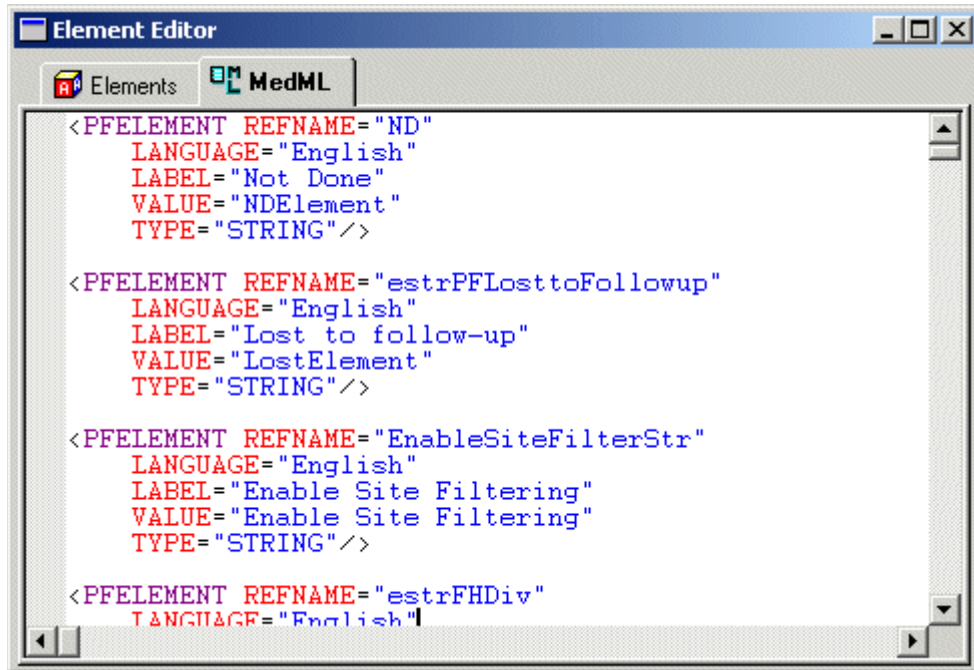 Element Editor
Elements
MedML
<PFELEMENT REFNAME="ND"
LANGUAGE="English"
LABEL="Not Done"
VALUE="NDElement"
TYPE="STRING"/>
<PFELEMENT REFNAME="estrPFLosttoFollowup"
LANGUAGE="English"
LABEL="Lost to follow-up"
VALUE="LostElement"
TYPE="STRING"/>
<PFELEMENT REFNAME="EnableSiteFilterStr"
LANGUAGE="English"
LABEL="Enable Site Filtering"
VALUE="Enable Site Filtering"
TYPE="STRING"/>
<PFELEMENT REFNAME="estrFHDiv"
LANGUAGE="English"